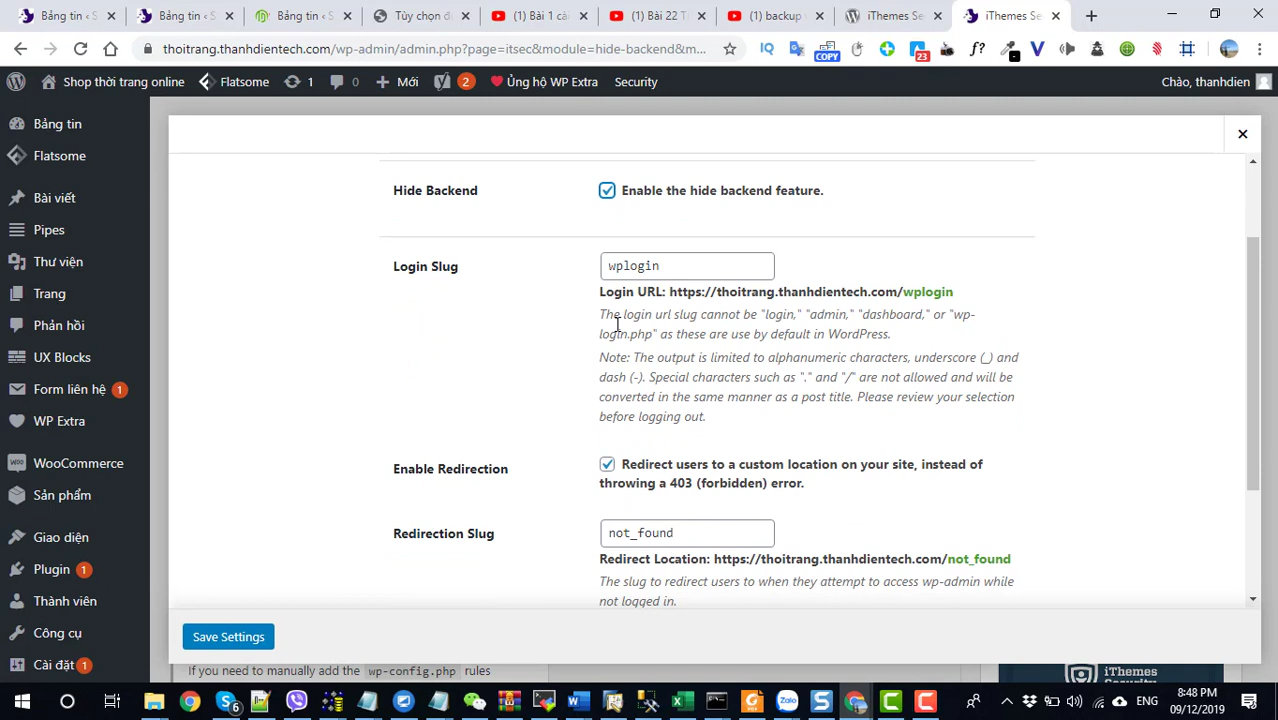 Bảng tin ‹ S
Bảng tin ‹ S
Bảng tin ‹ S
Tùy chọn di
(1) Bài 1 cài
(1) Bài 22 T
(1) backup v
iThemes Se
iThemes Se
thoitrang.thanhdientech.com/wp-admin/admin.php?page=itsec&module=hide-backend&m...
IQ
COPY
23
f?
Shop thời trang online
Flatsome
1
0
Mới
2
Ủng hộ WP Extra
Security
Chào, thanhdien
Bảng tin
Flatsome
Bài viết
Pipes
Thư viện
Trang
Phản hồi
UX Blocks
Form liên hệ 1
WP Extra
WooCommerce
Sản phẩm
Giao diện
Plugin 1
Thành viên
Công cụ
Cài đặt 1
Hide Backend
Enable the hide backend feature.
Login Slug
wplogin
Login URL: https://thoitrang.thanhdientech.com/wplogin
The login url slug cannot be "login," "admin," "dashboard," or "wp-
login.php" as these are use by default in WordPress.
Note: The output is limited to alphanumeric characters, underscore (_) and
dash (-). Special characters such as "." and "/" are not allowed and will be
converted in the same manner as a post title. Please review your selection
before logging out.
Enable Redirection
Redirect users to a custom location on your site, instead of
throwing a 403 (forbidden) error.
Redirection Slug
not_found
Redirect Location: https://thoitrang.thanhdientech.com/not_found
The slug to redirect users to when they attempt to access wp-admin while
not logged in.
Save Settings
If you need to manually add the wp-config.php rules
iThemes
6
Zalo
ENG
8:48 PM
09/12/2019